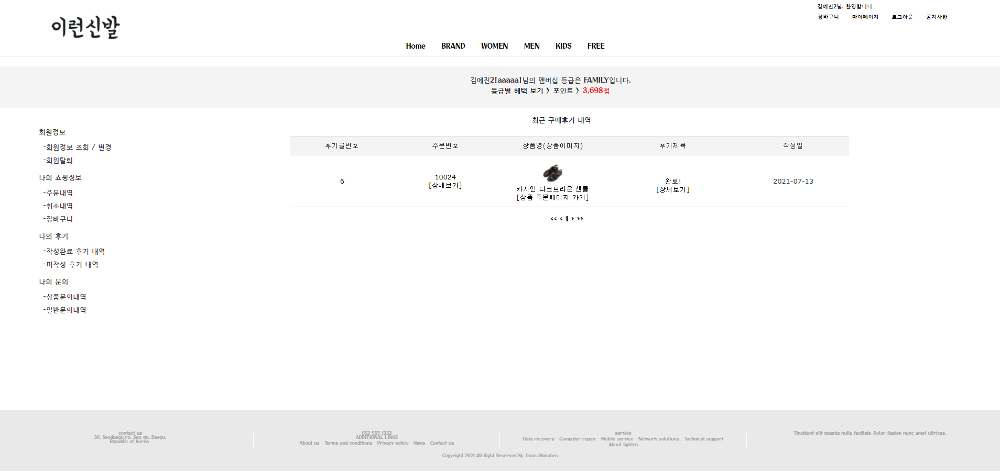 이런신발
김예진2님, 환영합니다
장바구니 마이페이지 로그아웃 공지사항
Home BRAND WOMEN MEN KIDS FREE
김예진2[aaaaa]님의 멤버십 등급은 FAMILY입니다.
등급별 혜택 보기 > 포인트 > 3,698점
최근 구매후기 내역
회원정보
-회원정보 조회 / 변경
-회원탈퇴
나의 쇼핑정보
-주문내역
-취소내역
-장바구니
나의 후기
-작성완료 후기 내역
-미작성 후기 내역
나의 문의
-상품문의내역
-일반문의내역
후기글번호 주문번호 상품명(상품이미지) 후기제목 작성일
6
10024
[상세보기]
카시안 다크브라운 샌들
[상품 주문페이지 가기]
완료!
[상세보기]
2021-07-13
<< < 1 > >>
contact us
30, Seodaegu-ro, Seo-gu, Daegu,
Republic of Korea
053-555-1333
ADDITIONAL LINKS
About us Terms and conditions Privacy policy News Contact us
service
Data recovery Computer repair Mobile service Network solutions Technical support
About lighten
Tincidunt elit magnis nulla facilisis. Dolor Sapien nunc amet ultrices,
Copyright 2021 All Right Reserved By Team Shinabro